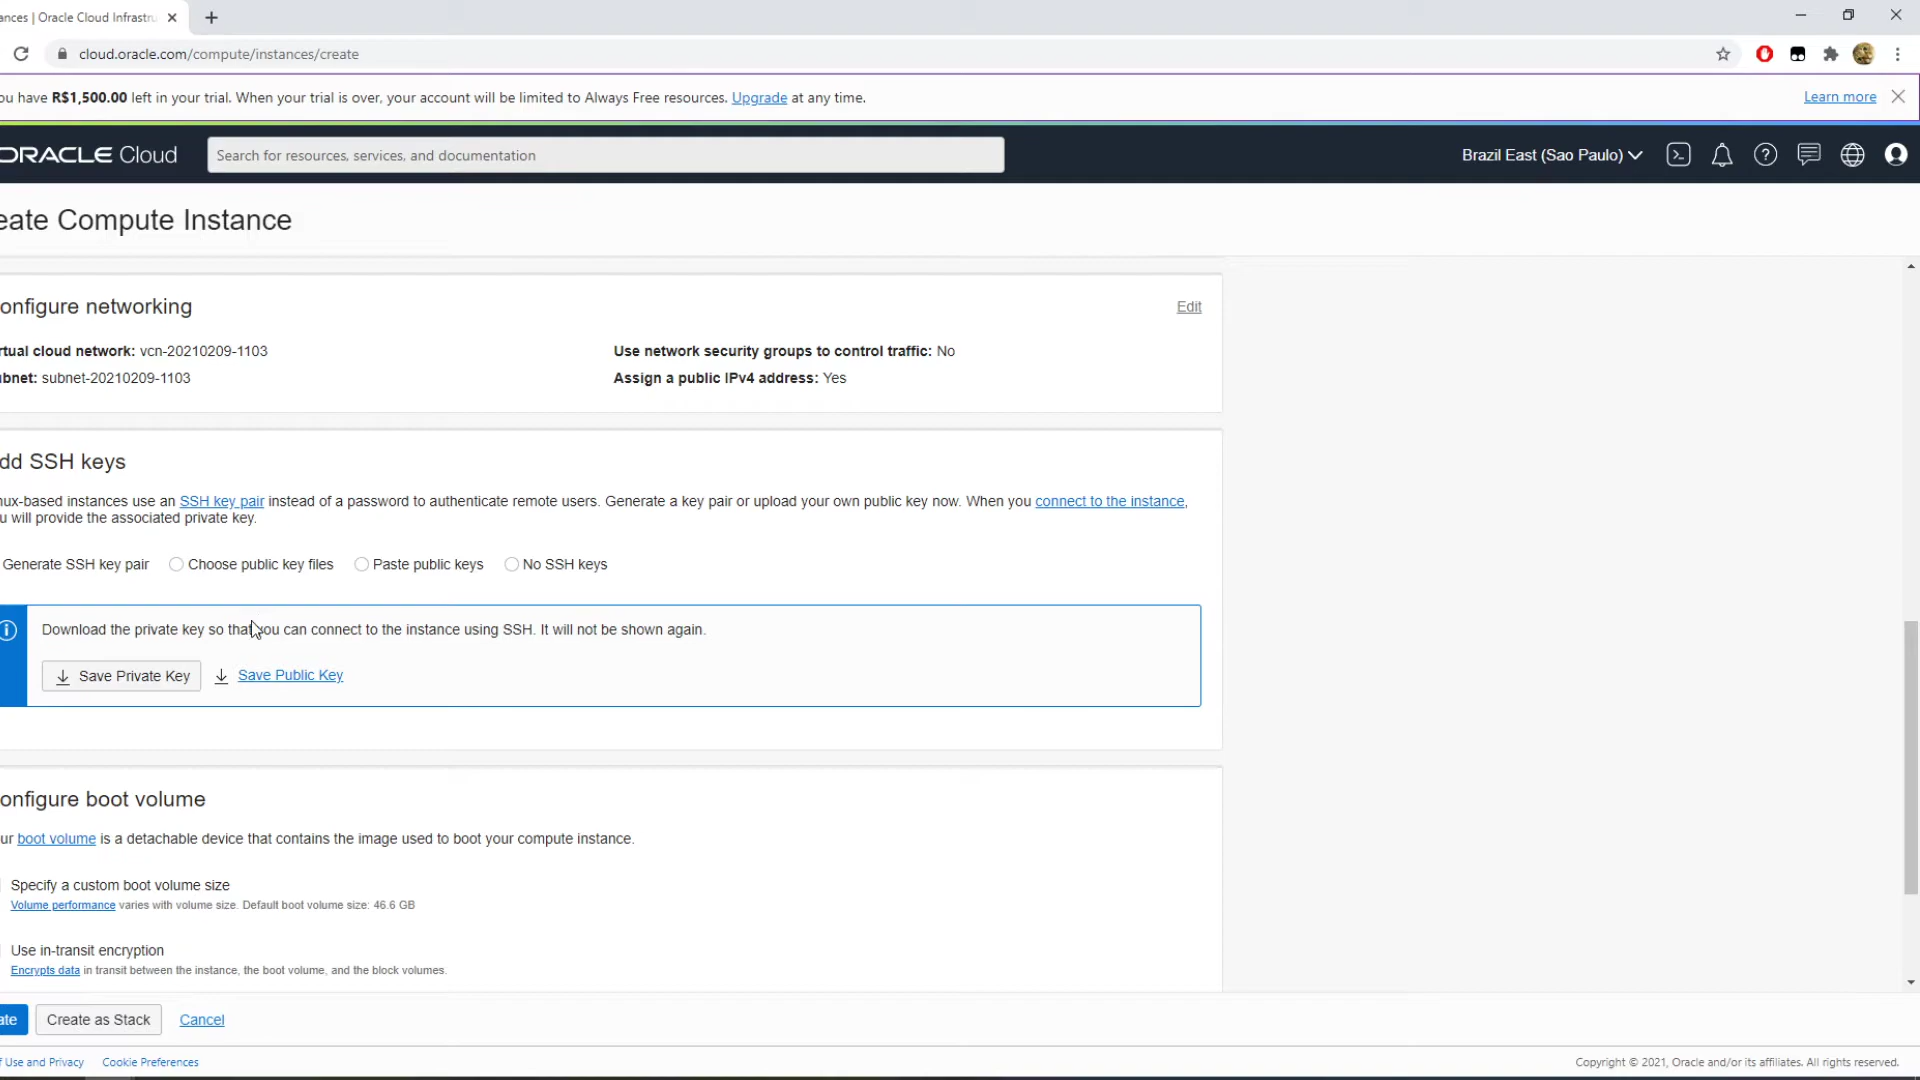 ances | Oracle Cloud Infrastru
cloud.oracle.com/compute/instances/create
ou have R$1,500.00 left in your trial. When your trial is over, your account will be limited to Always Free resources. Upgrade at any time.
Learn more
ORACLE Cloud
Search for resources, services, and documentation
Brazil East (Sao Paulo)
eate Compute Instance
onfigure networking
Edit
rtual cloud network: vcn-20210209-1103
Use network security groups to control traffic: No
ubnet: subnet-20210209-1103
Assign a public IPv4 address: Yes
dd SSH keys
nux-based instances use an SSH key pair instead of a password to authenticate remote users. Generate a key pair or upload your own public key now. When you connect to the instance,
u will provide the associated private key.
Generate SSH key pair
Choose public key files
Paste public keys
No SSH keys
Download the private key so that you can connect to the instance using SSH. It will not be shown again.
Save Private Key
Save Public Key
onfigure boot volume
ur boot volume is a detachable device that contains the image used to boot your compute instance.
Specify a custom boot volume size
Volume performance varies with volume size. Default boot volume size: 46.6 GB
Use in-transit encryption
Encrypts data in transit between the instance, the boot volume, and the block volumes.
ate
Create as Stack
Cancel
f Use and Privacy
Cookie Preferences
Copyright © 2021, Oracle and/or its affiliates. All rights reserved.